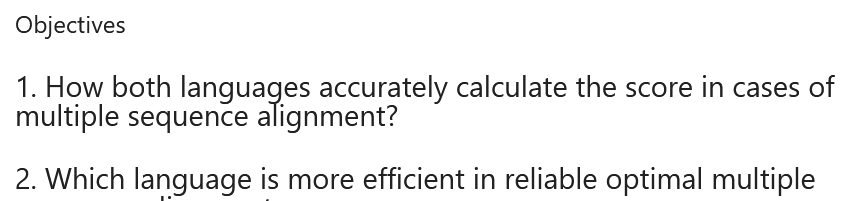 Objectives
1. How both languages accurately calculate the score in cases of
multiple sequence alignment?
2. Which language is more efficient in reliable optimal multiple